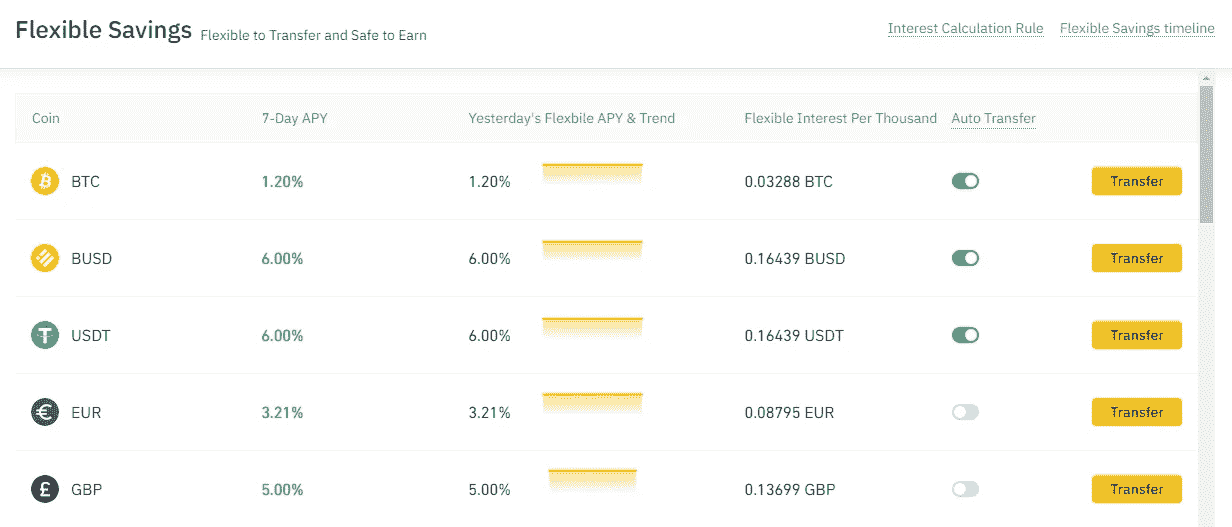 Flexible Savings Flexible to Transfer and Safe to Earn Interest Calculation Rule Flexible Savings timeline
Coin 7-Day APY Yesterday's Flexbile APY & Trend Flexible Interest Per Thousand Auto Transfer
BTC 1.20% 1.20% 0.03288 BTC Transfer
BUSD 6.00% 6.00% 0.16439 BUSD Transfer
USDT 6.00% 6.00% 0.16439 USDT Transfer
EUR 3.21% 3.21% 0.08795 EUR Transfer
GBP 5.00% 5.00% 0.13699 GBP Transfer